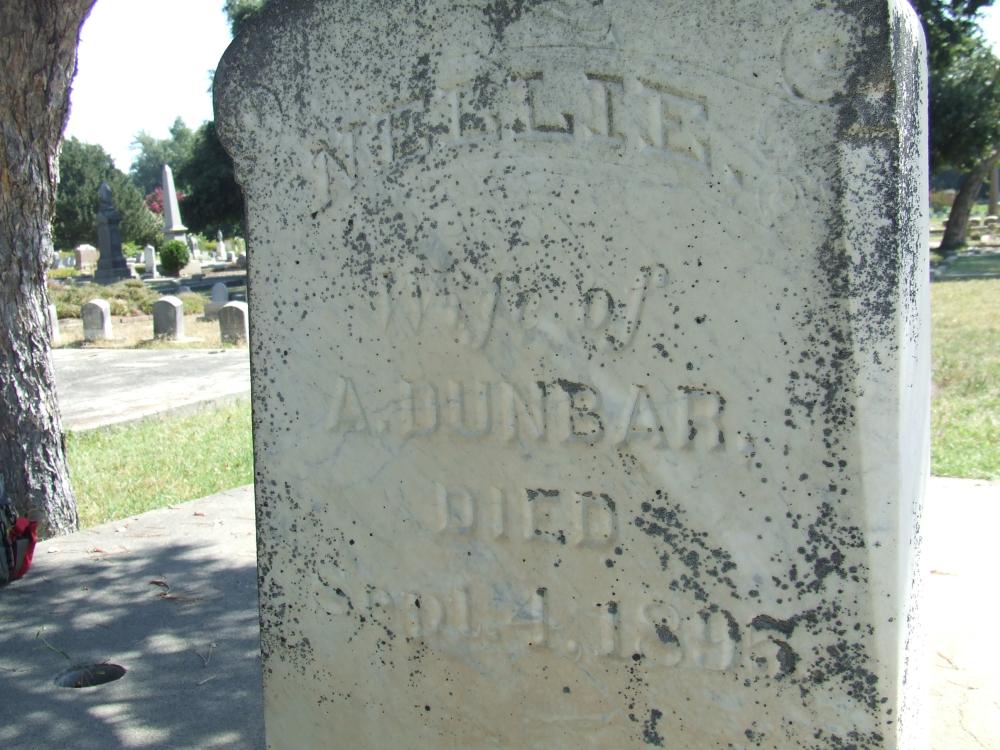 NELLIE,
Wife of
A. DUNBAR,
DIED
Sept. 4, 1895